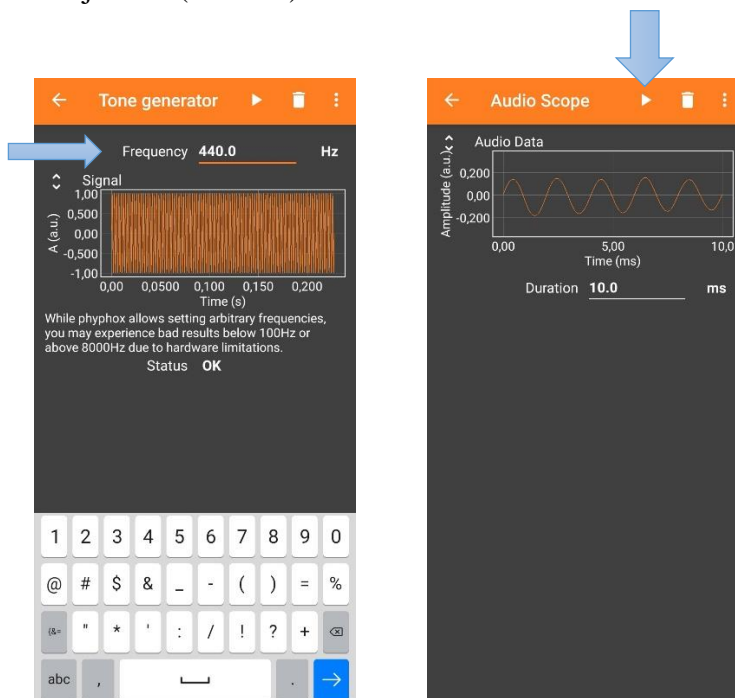 Tone generator
Frequency 440.0 Hz
Signal
A (a.u.)
1,00
0,500
0,00
-0,500
-1,00
0,00 0,0500 0,100 0,150 0,200
Time (s)
While phyphox allows setting arbitrary frequencies,
you may experience bad results below 100Hz or
above 8000Hz due to hardware limitations.
Status OK
1 2 3 4 5 6 7 8 9 0
@ # $ & _ - ( ) = %
{&= " * ' : / ! ? +
abc , .
Audio Scope
Audio Data
Amplitude (a.u.)
0,200
0,00
-0,200
0,00 5,00 10,0
Time (ms)
Duration 10.0 ms